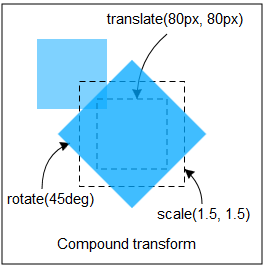 translate(80px, 80px)
rotate(45deg)
scale(1.5, 1.5)
Compound transform